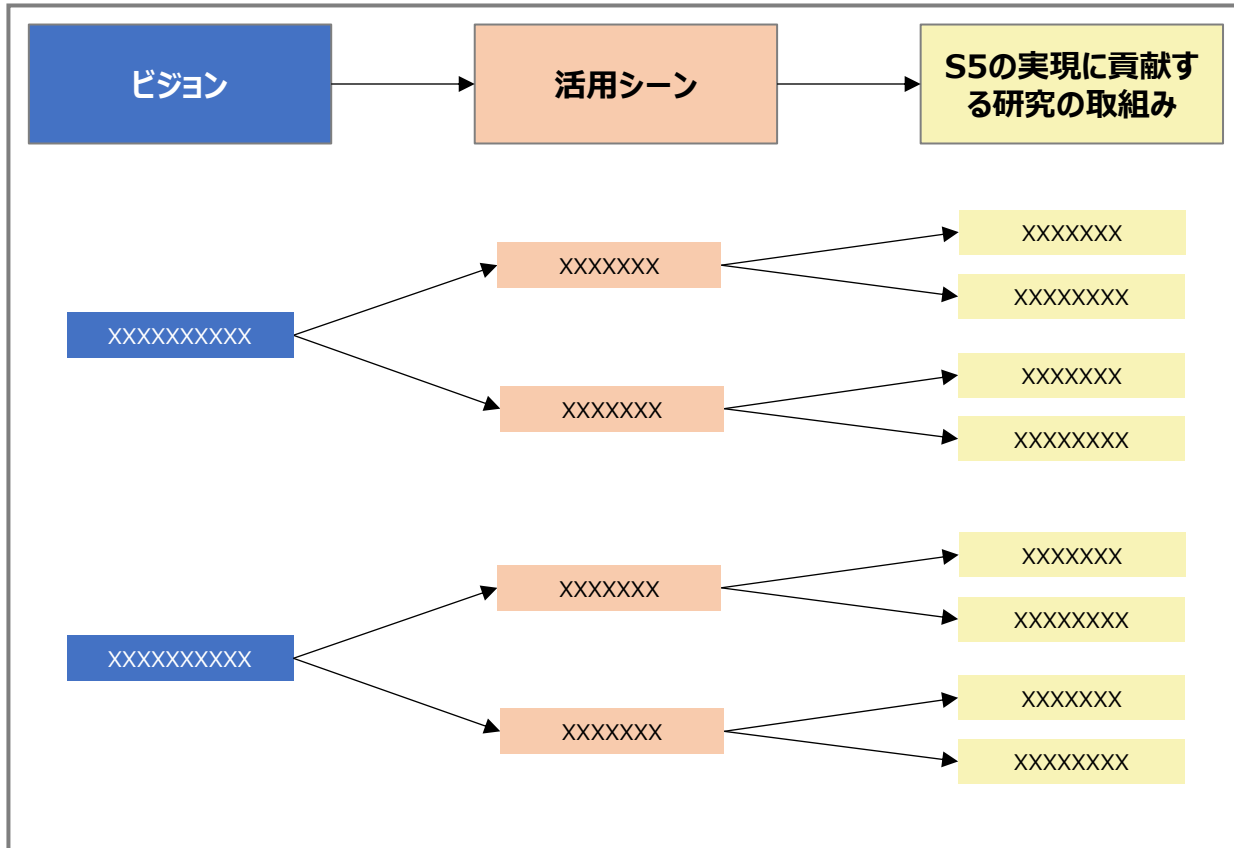 ビジョン
活用シーン
S5の実現に貢献す
る研究の取組み
XXXXXXX
XXXXXXX
XXXXXXXX
XXXXXXXXXX
XXXXXXX
XXXXXXX
XXXXXXXX
XXXXXXX
XXXXXXX
XXXXXXXX
XXXXXXXXXX
XXXXXXX
XXXXXXX
XXXXXXXX